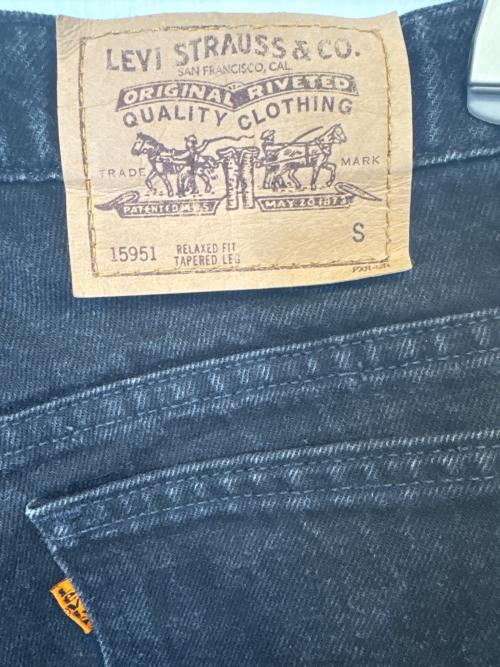 LEVI STRAUSS & CO.
SAN FRANCISCO, CAL.
ORIGINAL RIVETED
QUALITY CLOTHING
TRADE MARK
PATENTED U.S. MAY 20 1873
S
15951 RELAXED FIT
TAPERED LEG